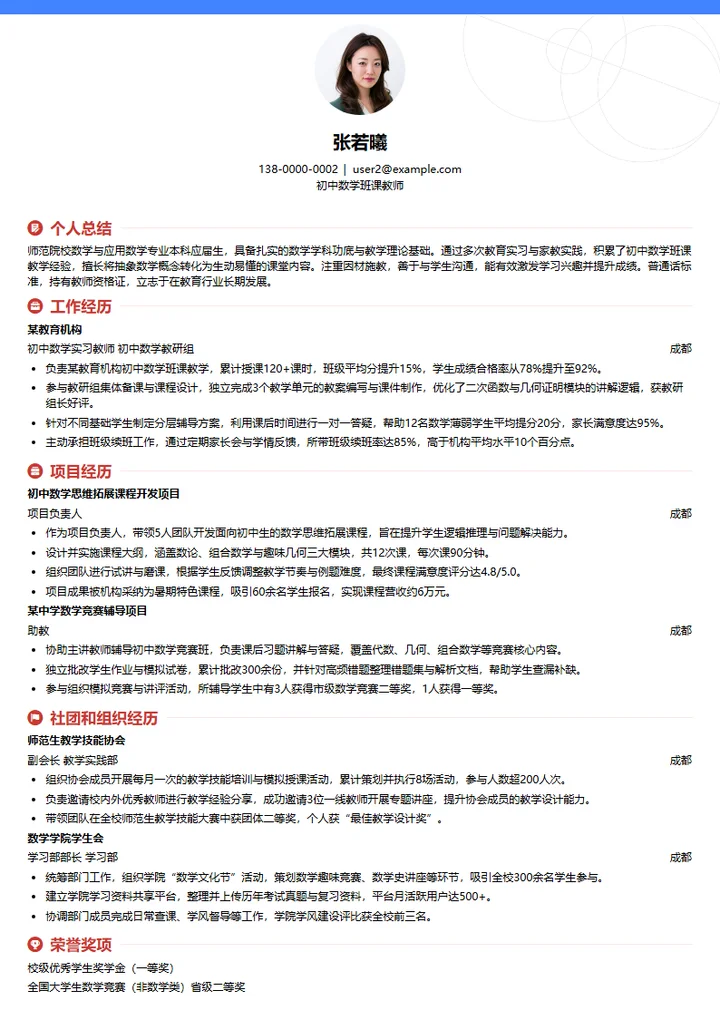 张若曦
138-0000-0002 | user2@example.com
初中数学班课教师
个人总结
师范院校数学与应用数学专业本科应届生，具备扎实的数学学科功底与教学理论基础。通过多次教育实习与家教实践，积累了初中数学班课
教学经验，擅长将抽象数学概念转化为生动易懂的课堂内容。注重因材施教，善于与学生沟通，能有效激发学习兴趣并提升成绩。普通话标
准，持有教师资格证，立志于在教育行业长期发展。
工作经历
某教育机构
初中数学实习教师 初中数学教研组 成都
• 负责某教育机构初中数学班课教学，累计授课120+课时，班级平均分提升15%，学生成绩合格率从78%提升至92%。
• 参与教研组集体备课与课程设计，独立完成3个教学单元的教案编写与课件制作，优化了二次函数与几何证明模块的讲解逻辑，获教研
组长好评。
• 针对不同基础学生制定分层辅导方案，利用课后时间进行一对一答疑，帮助12名数学薄弱学生平均提分20分，家长满意度达95%。
• 主动承担班级续班工作，通过定期家长会与学情反馈，所带班级续班率达85%，高于机构平均水平10个百分点。
项目经历
初中数学思维拓展课程开发项目
项目负责人 成都
• 作为项目负责人，带领5人团队开发面向初中生的数学思维拓展课程，旨在提升学生逻辑推理与问题解决能力。
• 设计并实施课程大纲，涵盖数论、组合数学与趣味几何三大模块，共12次课，每次课90分钟。
• 组织团队进行试讲与磨课，根据学生反馈调整教学节奏与例题难度，最终课程满意度评分达4.8/5.0。
• 项目成果被机构采纳为暑期特色课程，吸引60余名学生报名，实现课程营收约6万元。
某中学数学竞赛辅导项目
助教 成都
• 协助主讲教师辅导初中数学竞赛班，负责课后习题讲解与答疑，覆盖代数、几何、组合数学等竞赛核心内容。
• 独立批改学生作业与模拟试卷，累计批改300余份，并针对高频错题整理错题集与解析文档，帮助学生查漏补缺。
• 参与组织模拟竞赛与讲评活动，所辅导学生中有3人获得市级数学竞赛二等奖，1人获得一等奖。
社团和组织经历
师范生教学技能协会
副会长 教学实践部 成都
• 组织协会成员开展每月一次的教学技能培训与模拟授课活动，累计策划并执行8场活动，参与人数超200人次。
• 负责邀请校内外优秀教师进行教学经验分享，成功邀请3位一线教师开展专题讲座，提升协会成员的教学设计能力。
• 带领团队在全校师范生教学技能大赛中获团体二等奖，个人获“最佳教学设计奖”。
数学学院学生会
学习部部长 学习部 成都
• 统筹部门工作，组织学院“数学文化节”活动，策划数学趣味竞赛、数学史讲座等环节，吸引全校300余名学生参与。
• 建立学院学习资料共享平台，整理并上传历年考试真题与复习资料，平台月活跃用户达500+。
• 协调部门成员完成日常查课、学风督导等工作，学院学风建设评比获全校前三名。
荣誉奖项
校级优秀学生奖学金（一等奖）
全国大学生数学竞赛（非数学类）省级二等奖